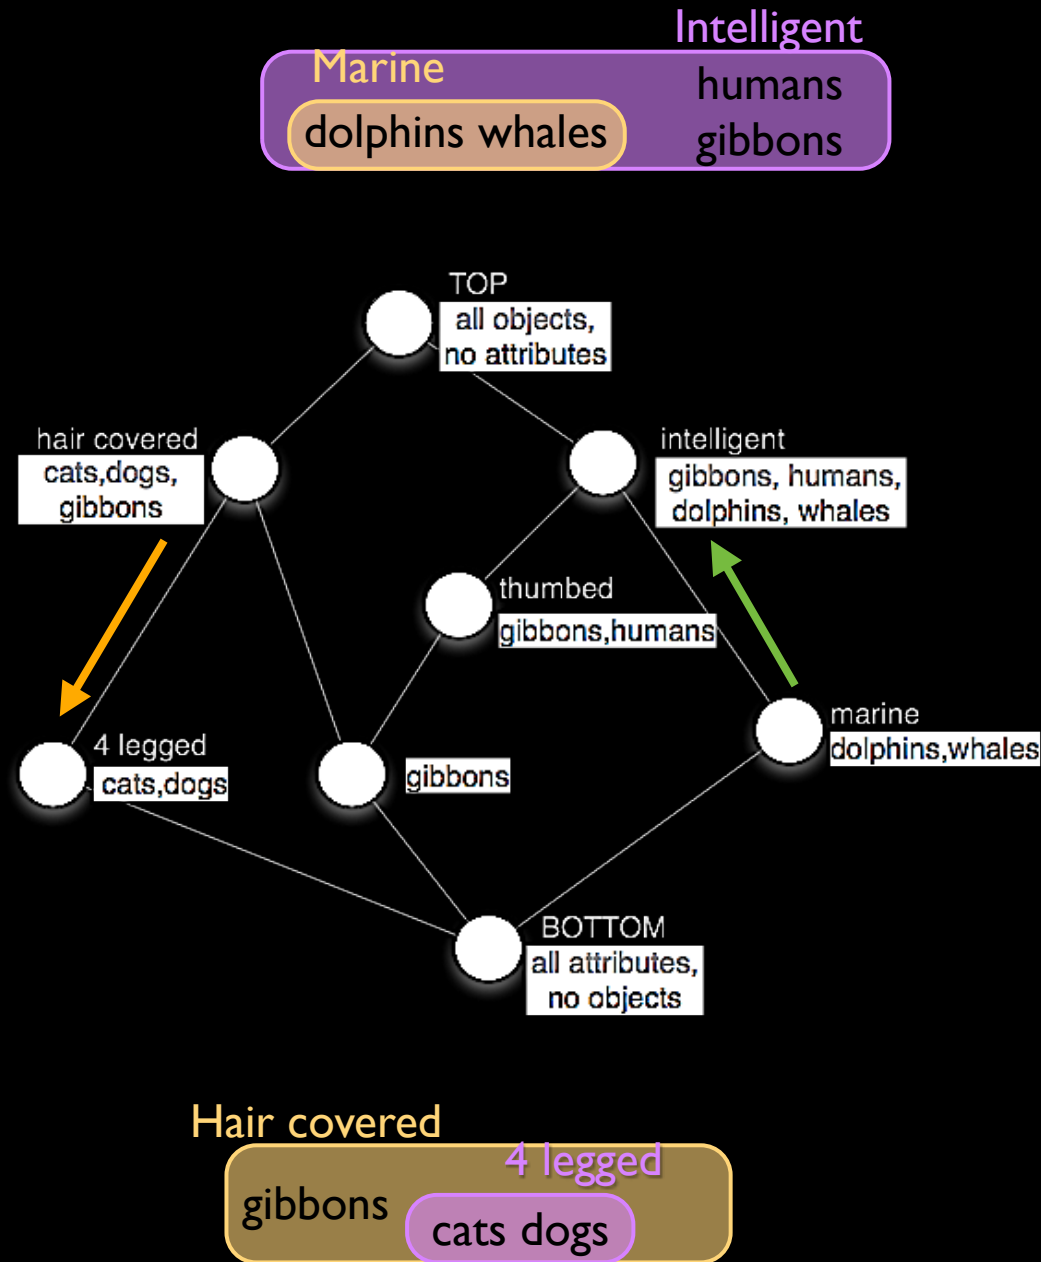 Intelligent
Marine
humans
dolphins whales
gibbons
TOP
all objects,
no attributes
hair covered
cats,dogs,
gibbons
intelligent
gibbons, humans,
dolphins, whales
thumbed
gibbons,humans
marine
dolphins,whales
4 legged
cats,dogs
gibbons
BOTTOM
all attributes,
no objects
Hair covered
4 legged
gibbons
cats dogs